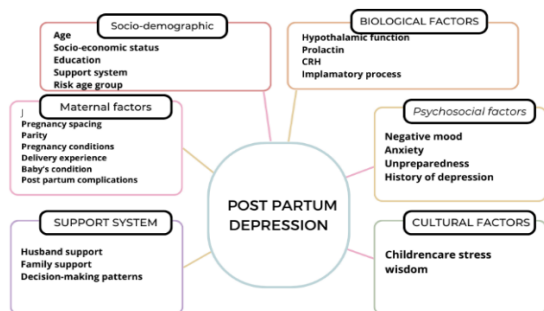 Socio-demographic
Age
Socio-economic status
Education
Support system
Risk age group
BIOLOGICAL FACTORS
Hypothalamic function
Prolactin
CRH
Implamatory process
Maternal factors
J
Pregnancy spacing
Parity
Pregnancy conditions
Delivery experience
Baby's condition
Post partum complications
Psychosocial factors
Negative mood
Anxiety
Unpreparedness
History of depression
POST PARTUM
DEPRESSION
SUPPORT SYSTEM
Husband support
Family support
Decision-making patterns
CULTURAL FACTORS
Childrencare stress
wisdom